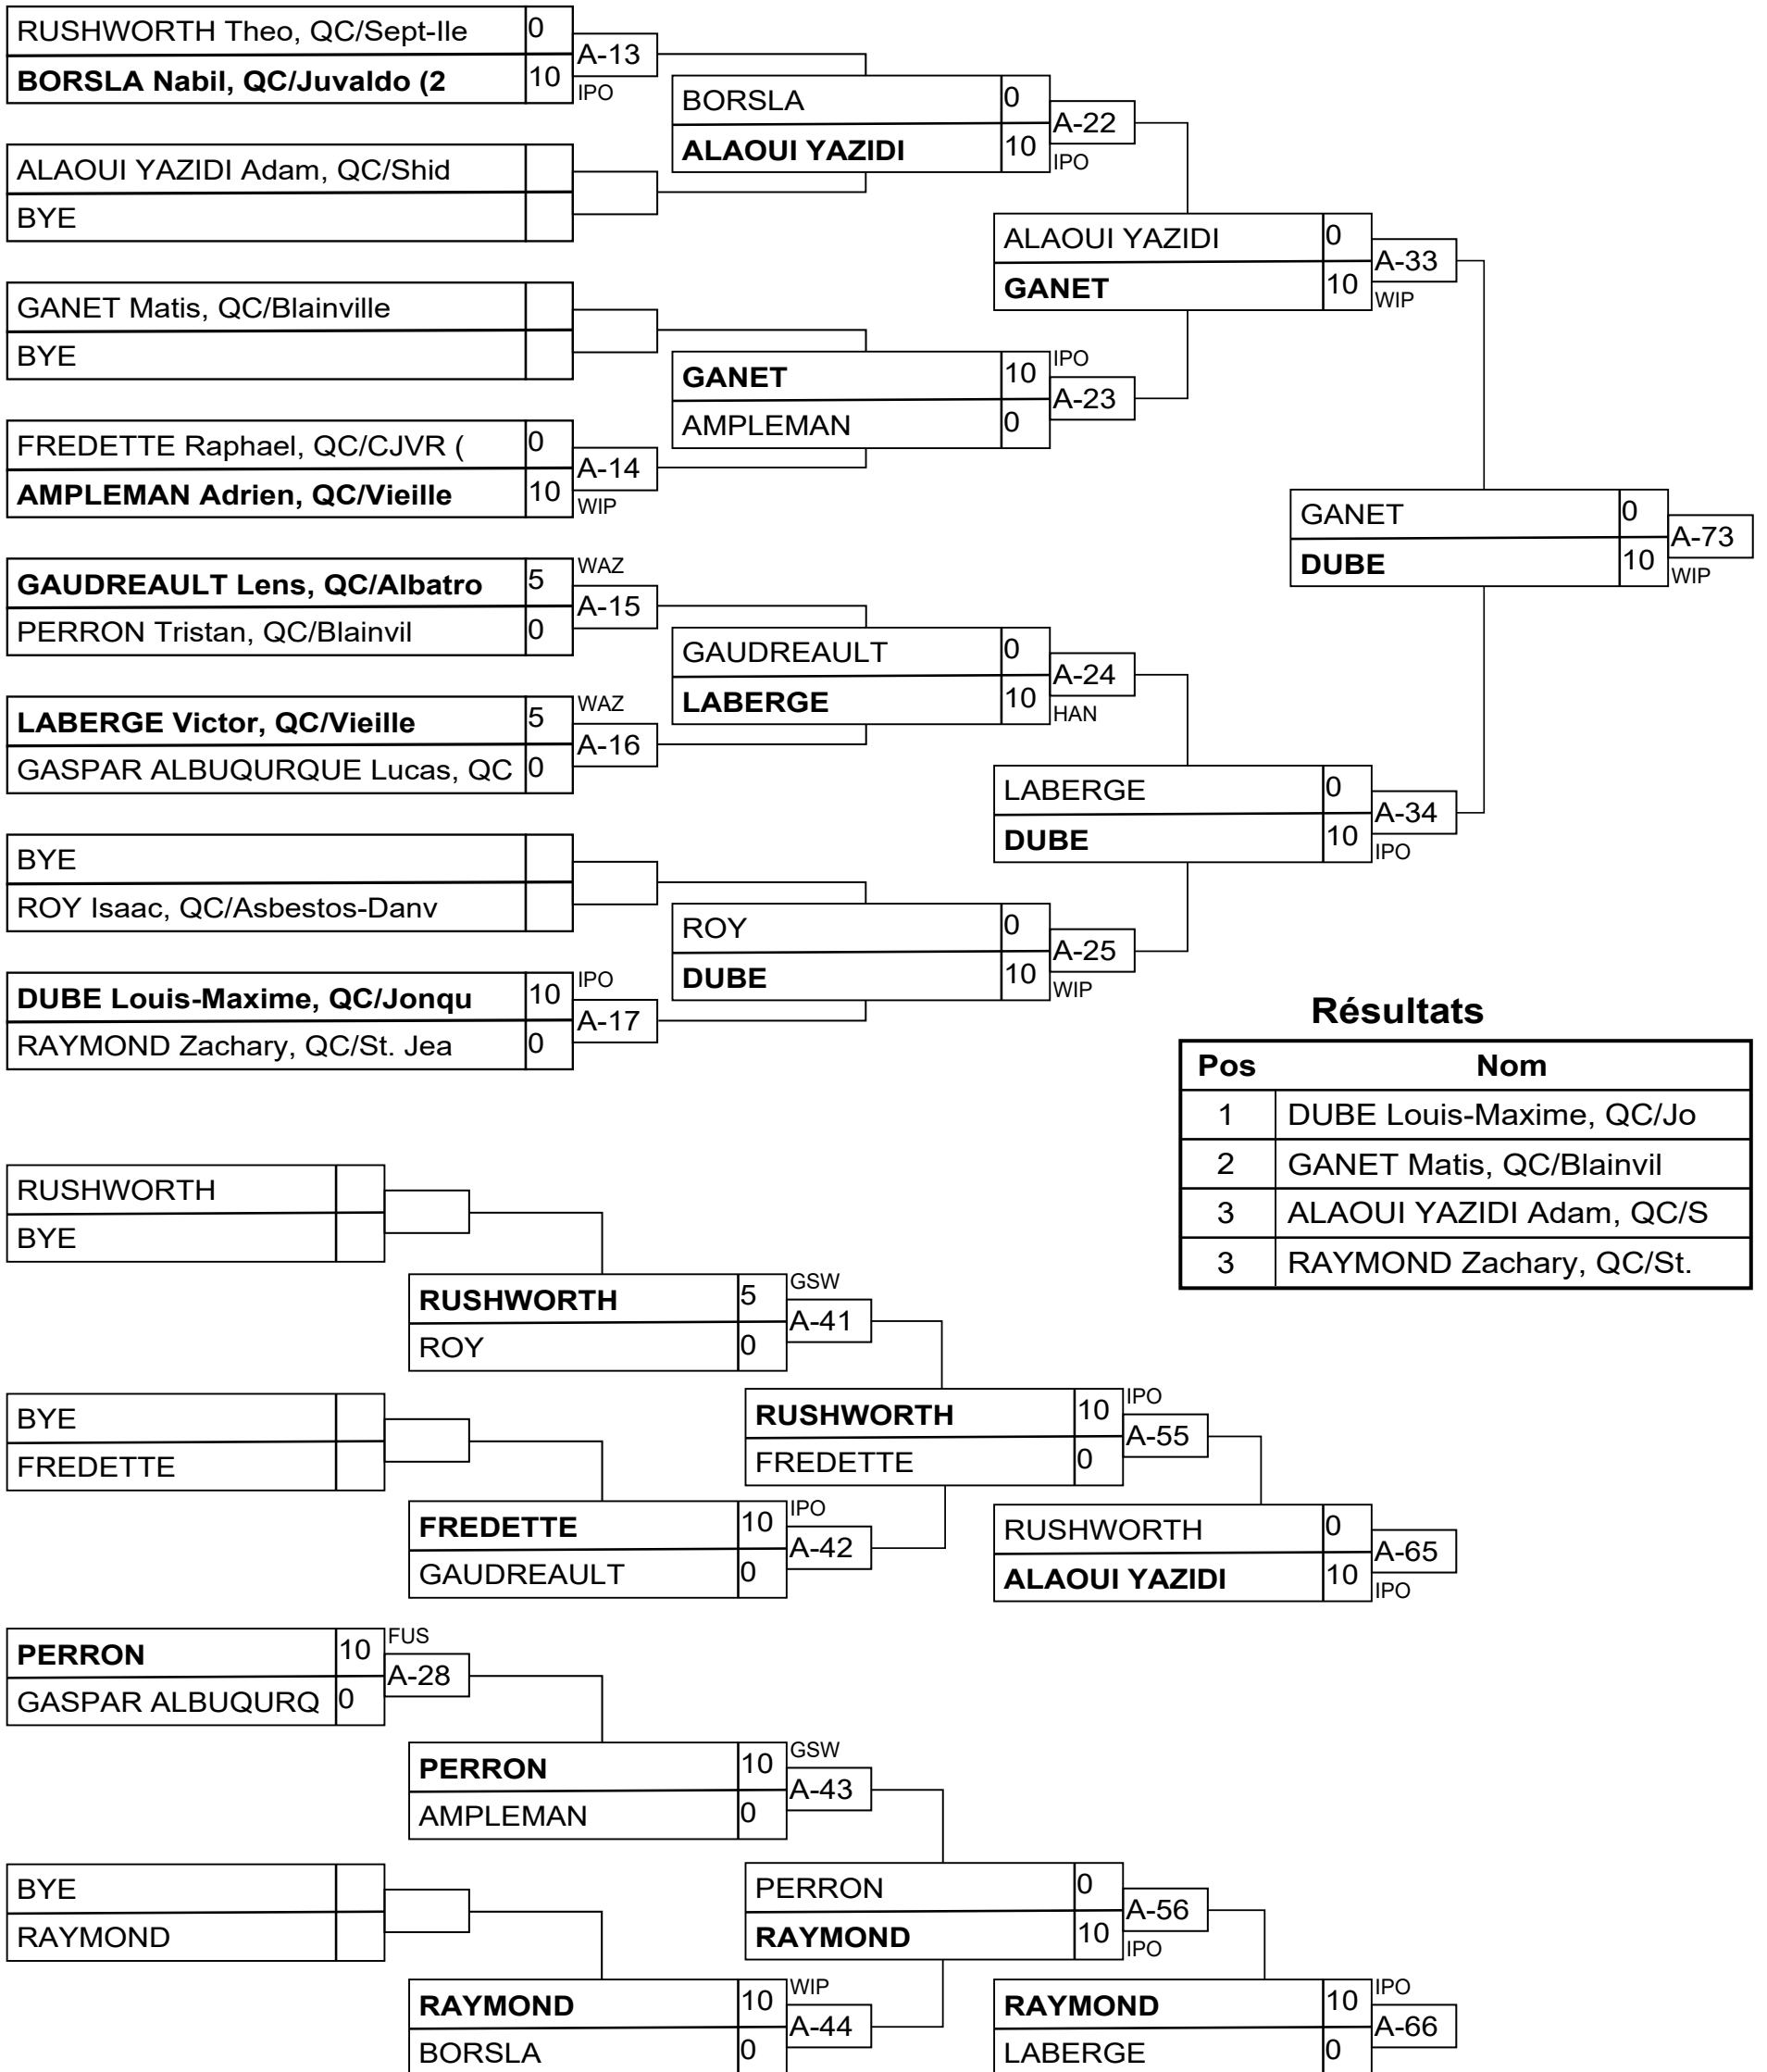 RUSHWORTH Theo, QC/Sept-Ile 0
A-13
BORSLA Nabil, QC/Juvaldo (2 10
IPO
BORSLA 0
A-22
ALAOUI YAZIDI 10
IPO
ALAOUI YAZIDI Adam, QC/Shid
BYE
ALAOUI YAZIDI 0
A-33
GANET 10
WIP
GANET Matis, QC/Blainville
BYE
IPO
GANET 10
A-23
AMPLEMAN 0
FREDETTE Raphael, QC/CJVR ( 0
A-14
AMPLEMAN Adrien, QC/Vieille 10
WIP
GANET 0
A-73
DUBE 10
WIP
WAZ
GAUDREAULT Lens, QC/Albatro 5
A-15
PERRON Tristan, QC/Blainvil 0
GAUDREAULT 0
A-24
LABERGE 10
HAN
WAZ
LABERGE Victor, QC/Vieille 5
A-16
GASPAR ALBUQURQUE Lucas, QC 0
LABERGE 0
A-34
DUBE 10
IPO
BYE
ROY Isaac, QC/Asbestos-Danv
ROY 0
A-25
DUBE 10
WIP
IPO
DUBE Louis-Maxime, QC/Jonqu 10
A-17
RAYMOND Zachary, QC/St. Jea 0
Résultats
Pos Nom
1 DUBE Louis-Maxime, QC/Jo
2 GANET Matis, QC/Blainvil
3 ALAOUI YAZIDI Adam, QC/S
3 RAYMOND Zachary, QC/St.
RUSHWORTH
BYE
GSW
RUSHWORTH 5
A-41
ROY 0
BYE
FREDETTE
IPO
RUSHWORTH 10
A-55
FREDETTE 0
IPO
FREDETTE 10
A-42
GAUDREAULT 0
RUSHWORTH 0
A-65
ALAOUI YAZIDI 10
IPO
FUS
PERRON 10
A-28
GASPAR ALBUQURQ 0
GSW
PERRON 10
A-43
AMPLEMAN 0
BYE
RAYMOND
PERRON 0
A-56
RAYMOND 10
IPO
WIP
RAYMOND 10
A-44
BORSLA 0
IPO
RAYMOND 10
A-66
LABERGE 0